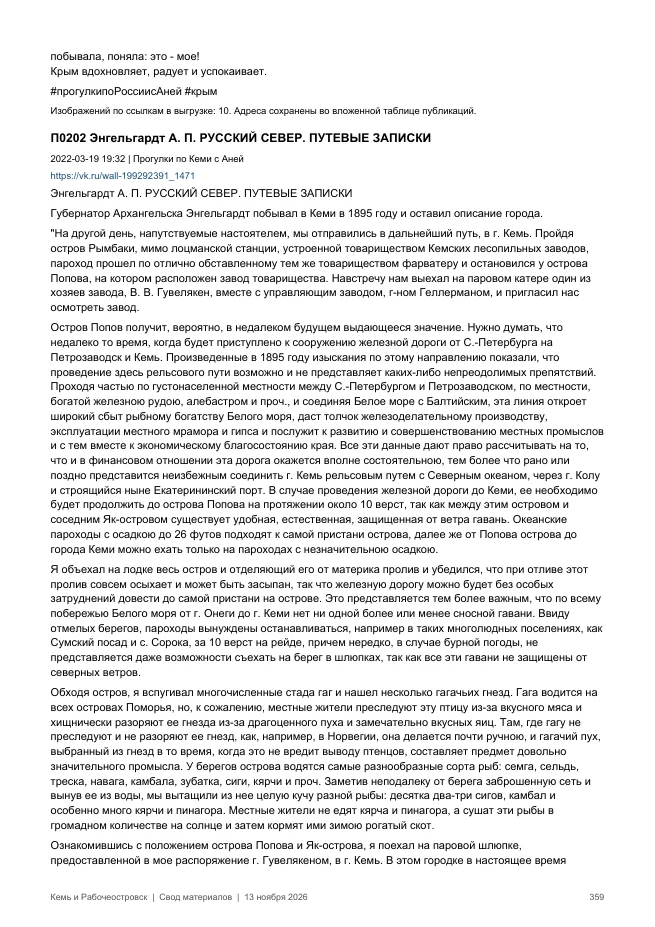 побывала, поняла: это - мое!
Крым вдохновляет, радует и успокаивает.
#прогулкипоРоссиисАней #крым
Изображений по ссылкам в выгрузке: 10. Адреса сохранены во вложенной таблице публикаций.
П0202 Энгельгардт А. П. РУССКИЙ СЕВЕР. ПУТЕВЫЕ ЗАПИСКИ
2022-03-19 19:32 | Прогулки по Кеми с Аней
https://vk.ru/wall-199292391_1471
Энгельгардт А. П. РУССКИЙ СЕВЕР. ПУТЕВЫЕ ЗАПИСКИ
Губернатор Архангельска Энгельгардт побывал в Кеми в 1895 году и оставил описание города.
"На другой день, напутствуемые настоятелем, мы отправились в дальнейший путь, в г. Кемь. Пройдя
остров Рымбаки, мимо лоцманской станции, устроенной товариществом Кемских лесопильных заводов,
пароход прошел по отлично обставленному тем же товариществом фарватеру и остановился у острова
Попова, на котором расположен завод товарищества. Навстречу нам выехал на паровом катере один из
хозяев завода, В. В. Гувелякен, вместе с управляющим заводом, г-ном Геллерманом, и пригласил нас
осмотреть завод.
Остров Попов получит, вероятно, в недалеком будущем выдающееся значение. Нужно думать, что
недалеко то время, когда будет приступлено к сооружению железной дороги от С.-Петербурга на
Петрозаводск и Кемь. Произведенные в 1895 году изыскания по этому направлению показали, что
проведение здесь рельсового пути возможно и не представляет каких-либо непреодолимых препятствий.
Проходя частью по густонаселенной местности между С.-Петербургом и Петрозаводском, по местности,
богатой железною рудою, алебастром и проч., и соединяя Белое море с Балтийским, эта линия откроет
широкий сбыт рыбному богатству Белого моря, даст толчок железоделательному производству,
эксплуатации местного мрамора и гипса и послужит к развитию и совершенствованию местных промыслов
и с тем вместе к экономическому благосостоянию края. Все эти данные дают право рассчитывать на то,
что и в финансовом отношении эта дорога окажется вполне состоятельною, тем более что рано или
поздно представится неизбежным соединить г. Кемь рельсовым путем с Северным океаном, через г. Колу
и строящийся ныне Екатерининский порт. В случае проведения железной дороги до Кеми, ее необходимо
будет продолжить до острова Попова на протяжении около 10 верст, так как между этим островом и
соседним Як-островом существует удобная, естественная, защищенная от ветра гавань. Океанские
пароходы с осадкою до 26 футов подходят к самой пристани острова, далее же от Попова острова до
города Кеми можно ехать только на пароходах с незначительною осадкою.
Я объехал на лодке весь остров и отделяющий его от материка пролив и убедился, что при отливе этот
пролив совсем осыхает и может быть засыпан, так что железную дорогу можно будет без особых
затруднений довести до самой пристани на острове. Это представляется тем более важным, что по всему
побережью Белого моря от г. Онеги до г. Кеми нет ни одной более или менее сносной гавани. Ввиду
отмелых берегов, пароходы вынуждены останавливаться, например в таких многолюдных поселениях, как
Сумский посад и с. Сорока, за 10 верст на рейде, причем нередко, в случае бурной погоды, не
представляется даже возможности съехать на берег в шлюпках, так как все эти гавани не защищены от
северных ветров.
Обходя остров, я вспугивал многочисленные стада гаг и нашел несколько гагачьих гнезд. Гага водится на
всех островах Поморья, но, к сожалению, местные жители преследуют эту птицу из-за вкусного мяса и
хищнически разоряют ее гнезда из-за драгоценного пуха и замечательно вкусных яиц. Там, где гагу не
преследуют и не разоряют ее гнезд, как, например, в Норвегии, она делается почти ручною, и гагачий пух,
выбранный из гнезд в то время, когда это не вредит выводу птенцов, составляет предмет довольно
значительного промысла. У берегов острова водятся самые разнообразные сорта рыб: семга, сельдь,
треска, навага, камбала, зубатка, сиги, кярчи и проч. Заметив неподалеку от берега заброшенную сеть и
вынув ее из воды, мы вытащили из нее целую кучу разной рыбы: десятка два-три сигов, камбал и
особенно много кярчи и пинагора. Местные жители не едят кярча и пинагора, а сушат эти рыбы в
громадном количестве на солнце и затем кормят ими зимою рогатый скот.
Ознакомившись с положением острова Попова и Як-острова, я поехал на паровой шлюпке,
предоставленной в мое распоряжение г. Гувелякеном, в г. Кемь. В этом городке в настоящее время
Кемь и Рабочеостровск | Свод материалов | 13 ноября 2026
359